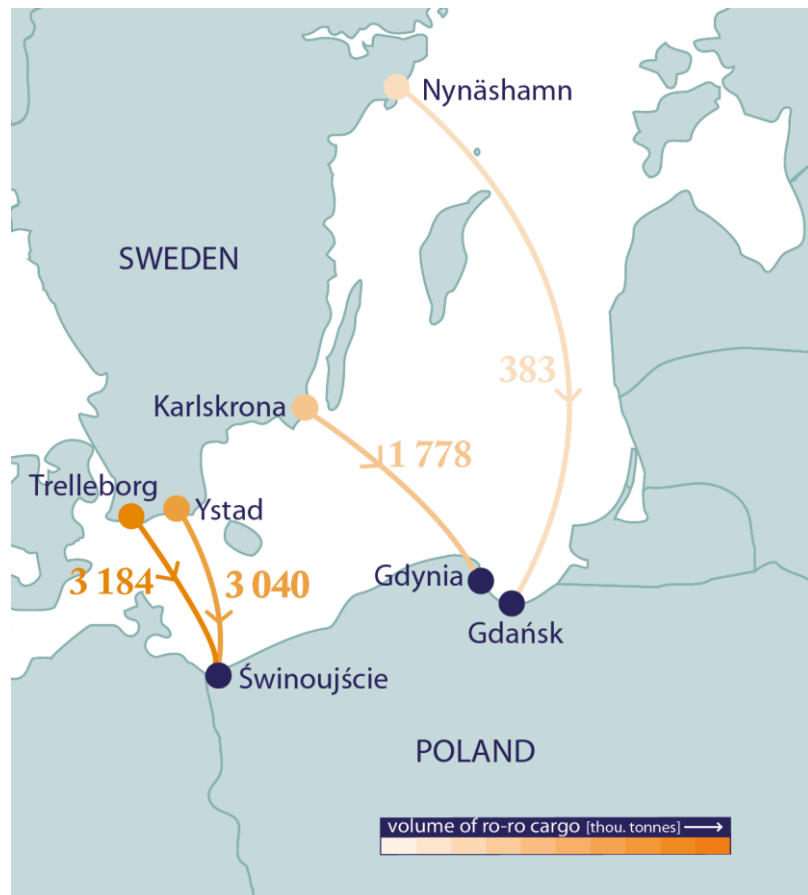 Nynäshamn
SWEDEN
383
Karlskrona
1 778
Trelleborg
Ystad
3 184
3 040
Gdynia
Gdańsk
Świnoujście
POLAND
volume of ro-ro cargo [thou. tonnes]